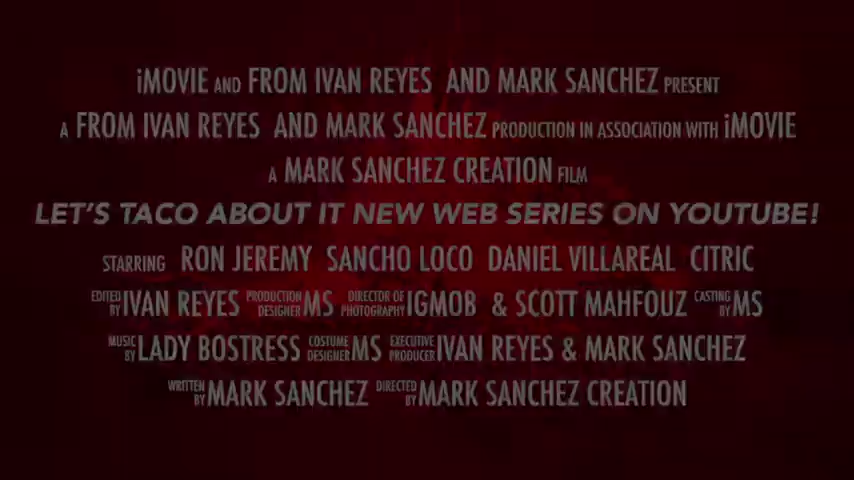 iMOVIE AND FROM IVAN REYES AND MARK SANCHEZ PRESENT
A FROM IVAN REYES AND MARK SANCHEZ PRODUCTION IN ASSOCIATION WITH iMOVIE
A MARK SANCHEZ CREATION FILM
LET'S TACO ABOUT IT NEW WEB SERIES ON YOUTUBE!
STARRING RON JEREMY SANCHO LOCO DANIEL VILLAREAL CITRIC
EDITED BY IVAN REYES PRODUCTION DESIGNER MS DIRECTOR OF PHOTOGRAPHY IGMOB & SCOTT MAHFOUZ CASTING BY MS
MUSIC BY LADY BOSTRESS COSTUME DESIGNER MS EXECUTIVE PRODUCER IVAN REYES & MARK SANCHEZ
WRITTEN BY MARK SANCHEZ DIRECTED BY MARK SANCHEZ CREATION